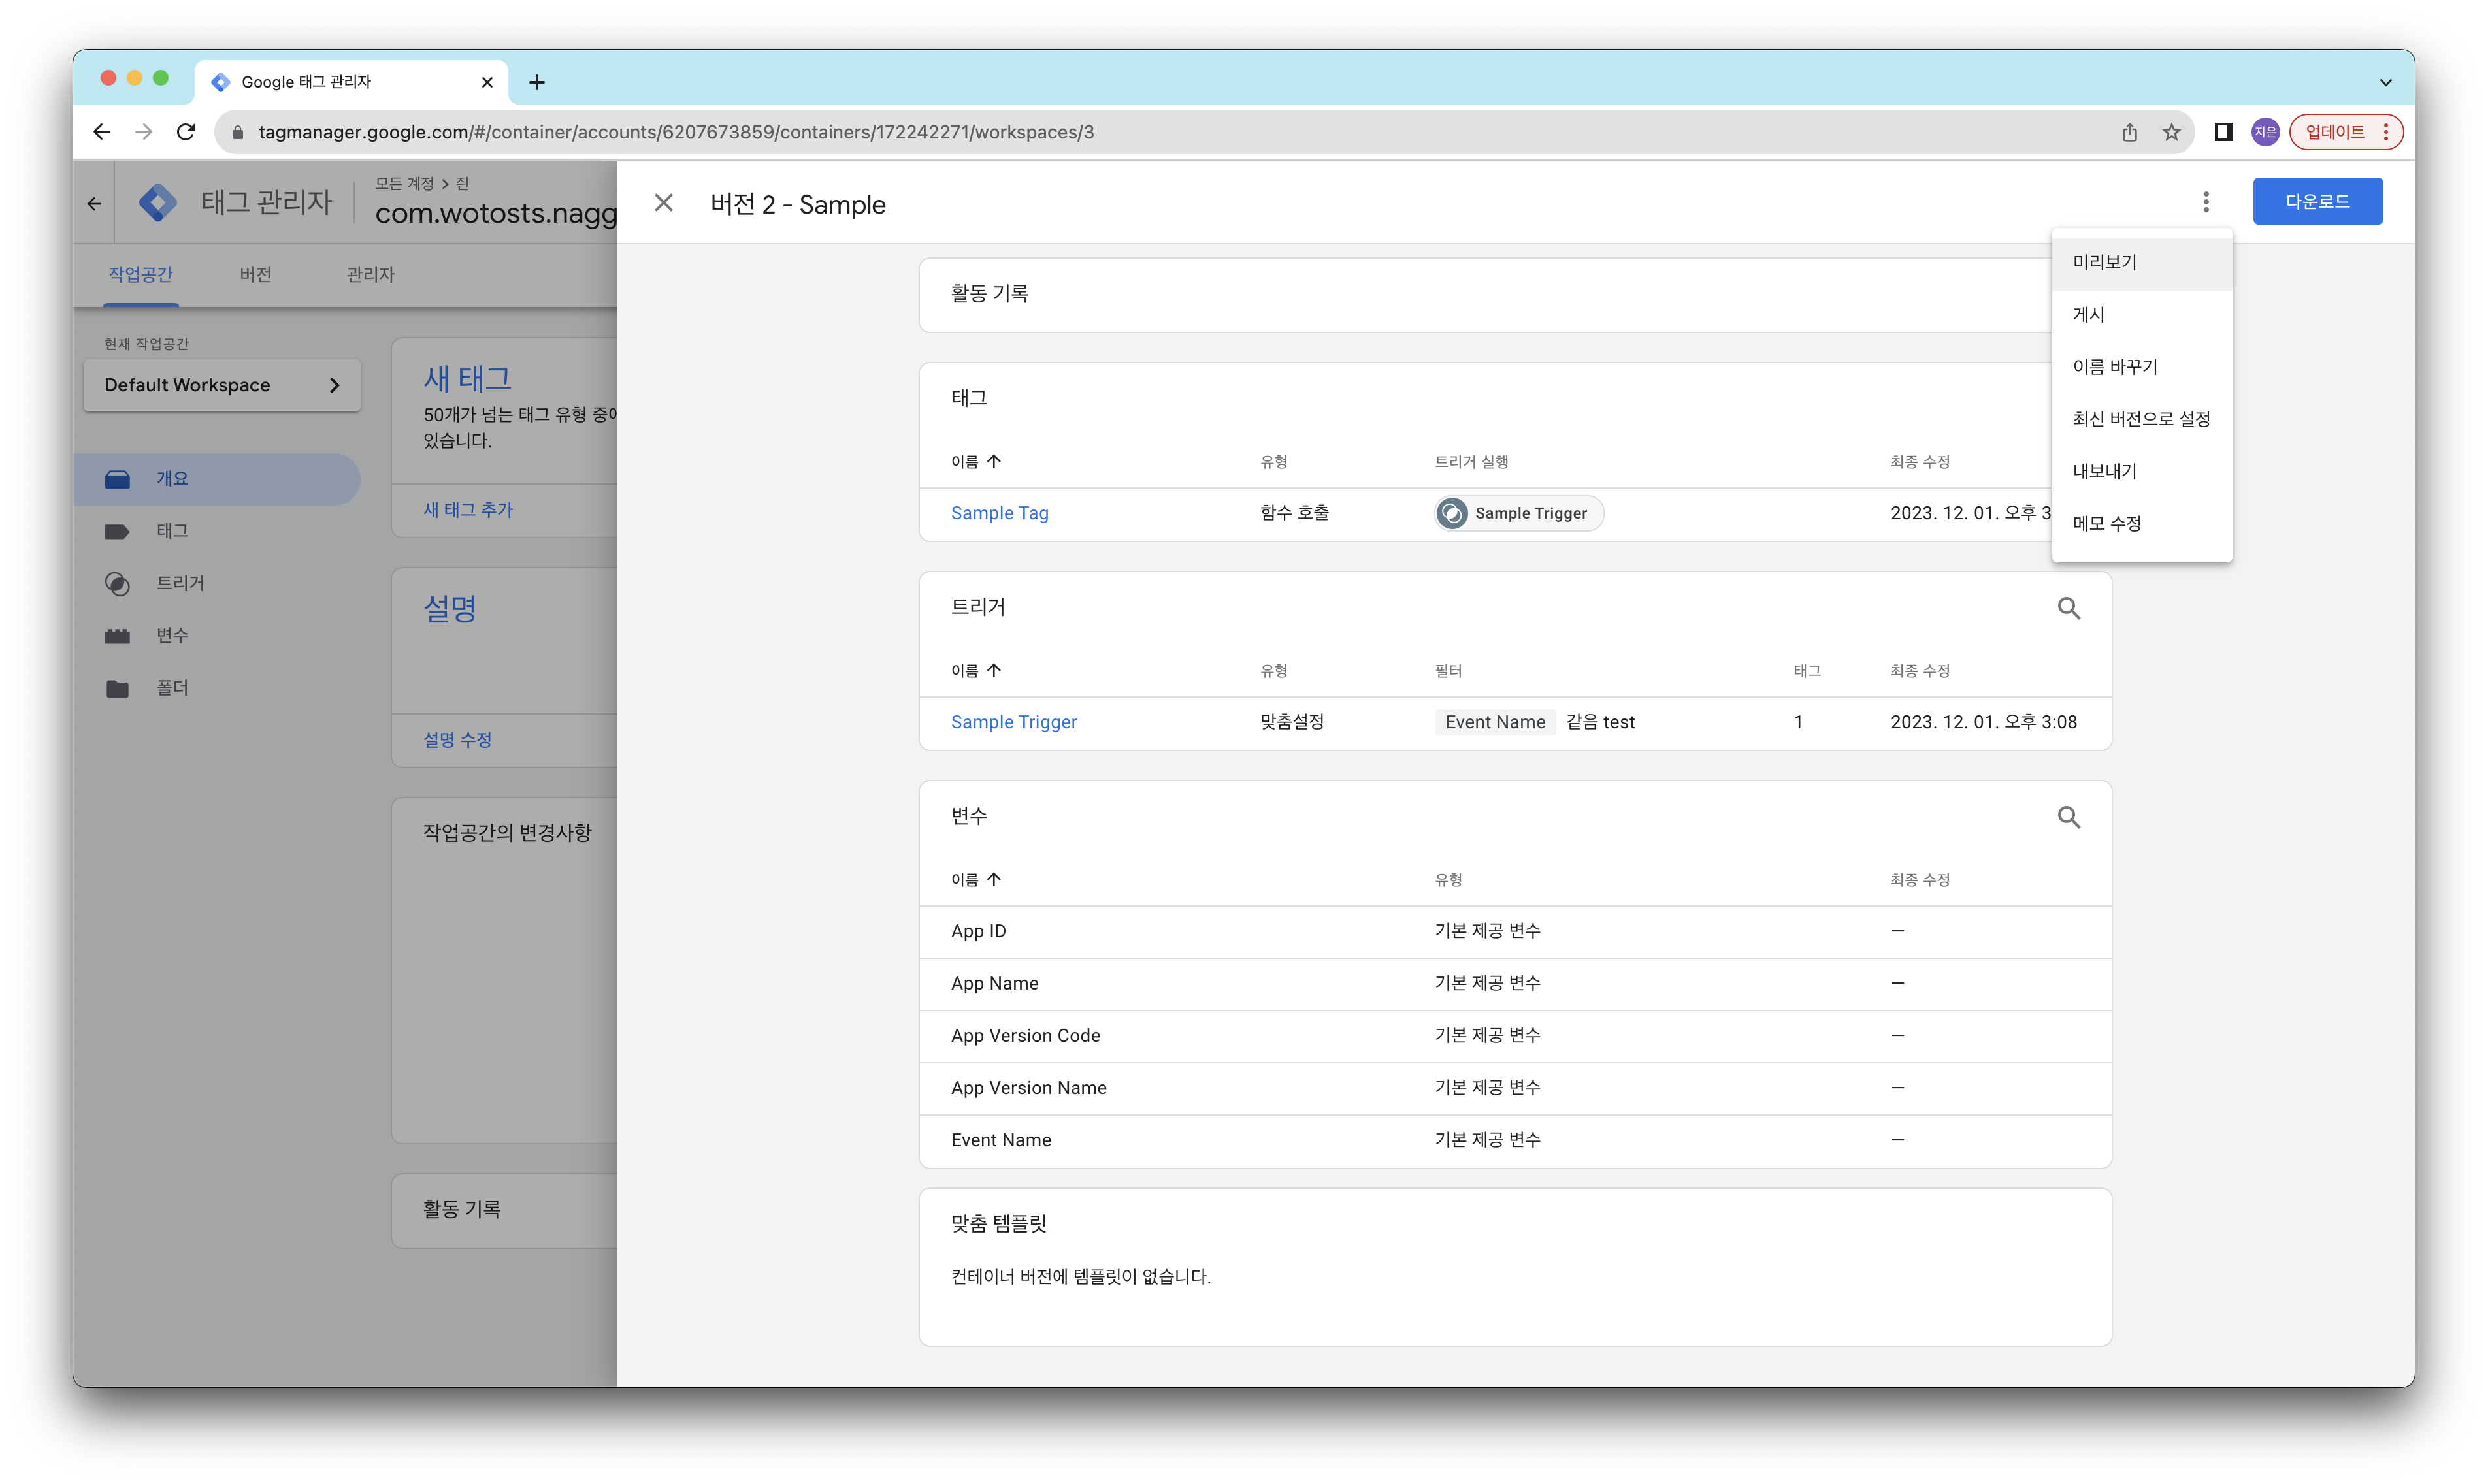 Google 태그 관리자
tagmanager.google.com/#/container/accounts/6207673859/containers/172242271/workspaces/3
지은
업데이트
태그 관리자
모든 계정 > 진
com.wotosts.nagg
작업공간
버전
관리자
현재 작업공간
Default Workspace
개요
태그
트리거
변수
폴더
새 태그
50개가 넘는 태그 유형 중에
있습니다.
새 태그 추가
설명
설명 수정
작업공간의 변경사항
활동 기록
버전 2 - Sample
다운로드
미리보기
게시
이름 바꾸기
최신 버전으로 설정
내보내기
메모 수정
활동 기록
태그
이름 유형 트리거 실행 최종 수정
Sample Tag 함수 호출 Sample Trigger 2023. 12. 01. 오후 3
트리거
이름 유형 필터 태그 최종 수정
Sample Trigger 맞춤설정 Event Name 같음 test 1 2023. 12. 01. 오후 3:08
변수
이름 유형 최종 수정
App ID 기본 제공 변수 –
App Name 기본 제공 변수 –
App Version Code 기본 제공 변수 –
App Version Name 기본 제공 변수 –
Event Name 기본 제공 변수 –
맞춤 템플릿
컨테이너 버전에 템플릿이 없습니다.